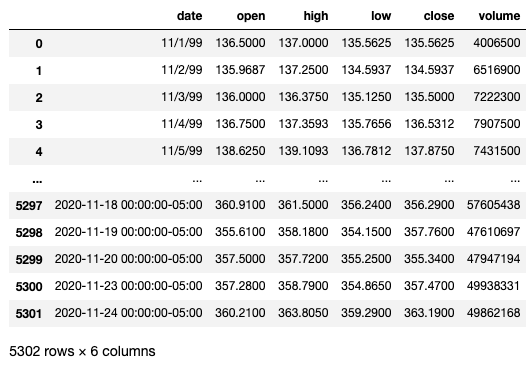 date open high low close volume
0 11/1/99 136.5000 137.0000 135.5625 135.5625 4006500
1 11/2/99 135.9687 137.2500 134.5937 134.5937 6516900
2 11/3/99 136.0000 136.3750 135.1250 135.5000 7222300
3 11/4/99 136.7500 137.3593 135.7656 136.5312 7907500
4 11/5/99 138.6250 139.1093 136.7812 137.8750 7431500
... ... ... ... ... ... ...
5297 2020-11-18 00:00:00-05:00 360.9100 361.5000 356.2400 356.2900 57605438
5298 2020-11-19 00:00:00-05:00 355.6100 358.1800 354.1500 357.7600 47610697
5299 2020-11-20 00:00:00-05:00 357.5000 357.7200 355.2500 355.3400 47947194
5300 2020-11-23 00:00:00-05:00 357.2800 358.7900 354.8650 357.4700 49938331
5301 2020-11-24 00:00:00-05:00 360.2100 363.8050 359.2900 363.1900 49862168
5302 rows × 6 columns